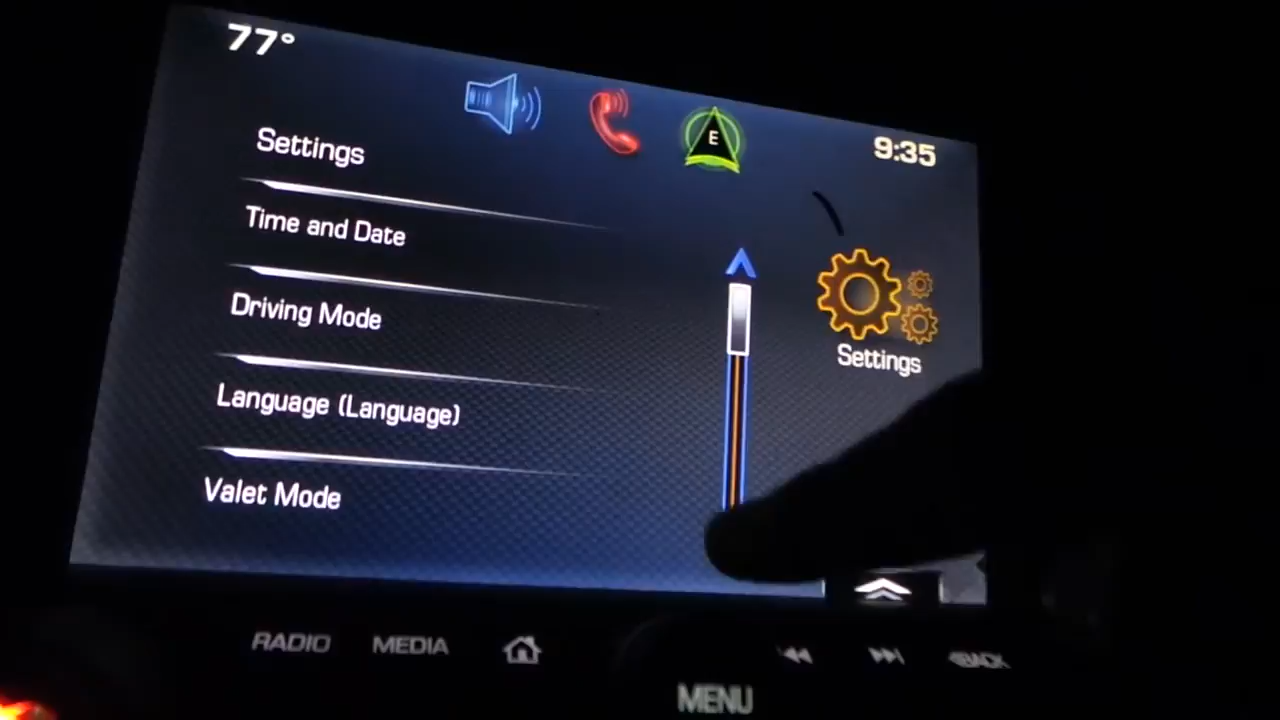 77°
E
9:35
Settings
Time and Date
Driving Mode
Language (Language)
Valet Mode
Settings
RADIO
MEDIA
BACK
MENU